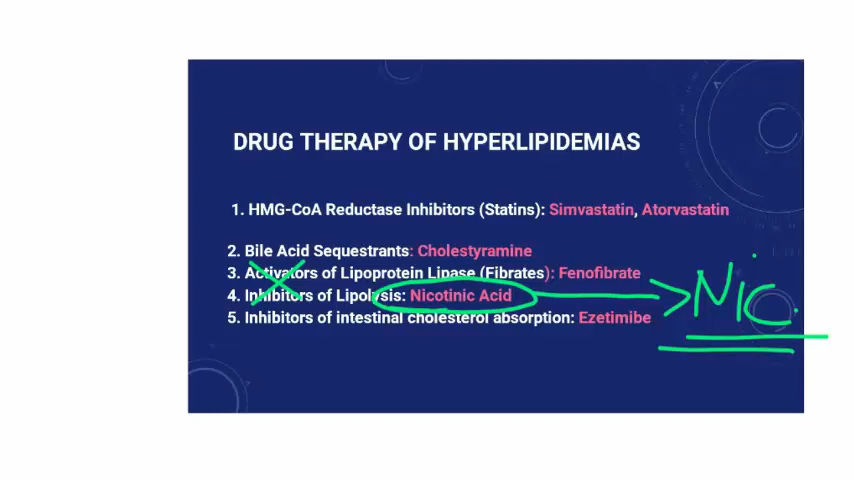 DRUG THERAPY OF HYPERLIPIDEMIAS
1. HMG-CoA Reductase Inhibitors (Statins): Simvastatin, Atorvastatin
2. Bile Acid Sequestrants: Cholestyramine
3. Activators of Lipoprotein Lipase (Fibrates): Fenofibrate
4. Inhibitors of Lipolysis: Nicotinic Acid
NIC
5. Inhibitors of intestinal cholesterol absorption: Ezetimibe